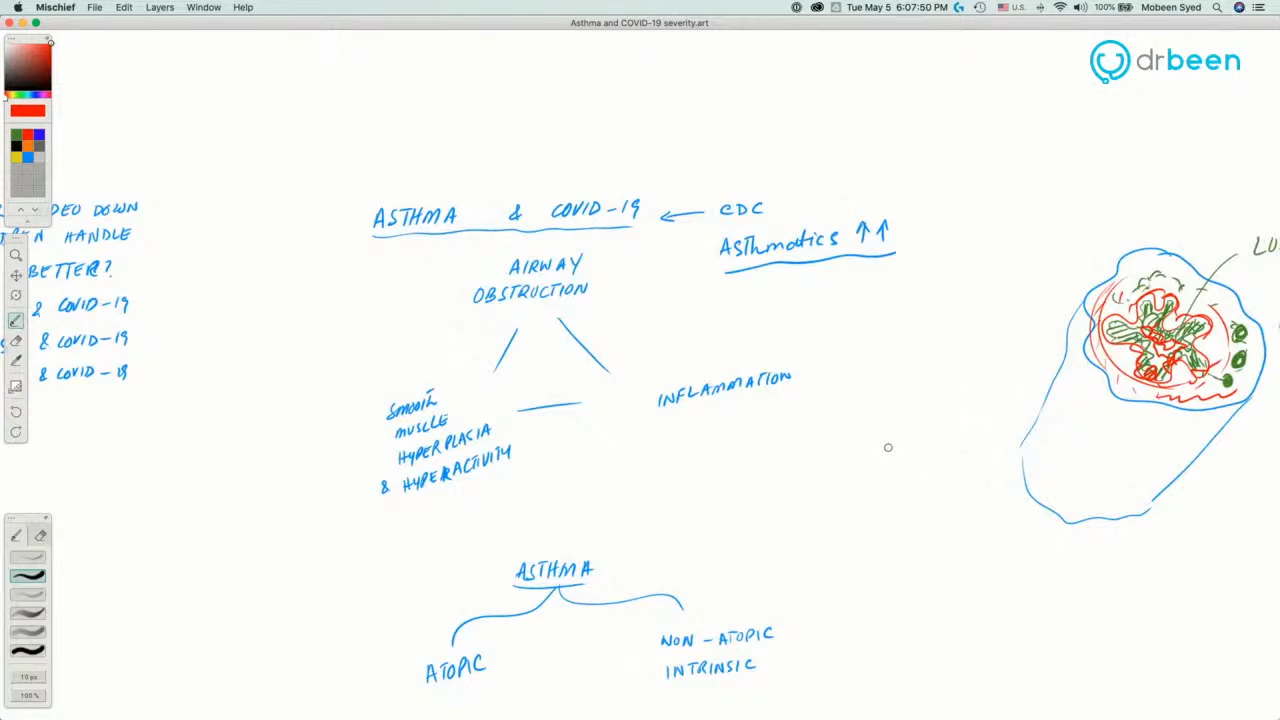 Mischief File Edit Layers Window Help
100% Tue May 5 6:07:50 PM U.S. Mobeen Syed
Asthma and COVID-19 severity.art
drbeen
DOWN
HANDLE
BETTER?
& COVID-19
& COVID-19
& COVID-19
ASTHMA & COVID-19
CDC
ASThmatics ↑↑
AIRWAY
OBSTRUCTION
SMOOTH
MUSCLE
HYPERPLASIA
& HYPERACTIVITY
INFLAMMATION
ASTHMA
ATOPIC
NON-ATOPIC
INTRINSIC
LU
10 px
100 %